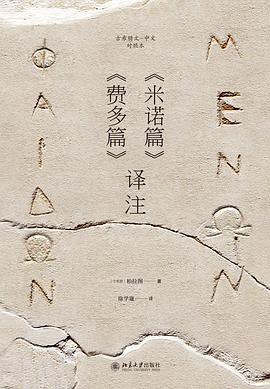 古希腊文-中文
对照本
ΜΕΝΩΝ
《米诺篇》
《费多篇》
译注
ΦΑΙΔΩΝ
[古希腊] 柏拉图——著
徐学庆——译
北京大学出版社